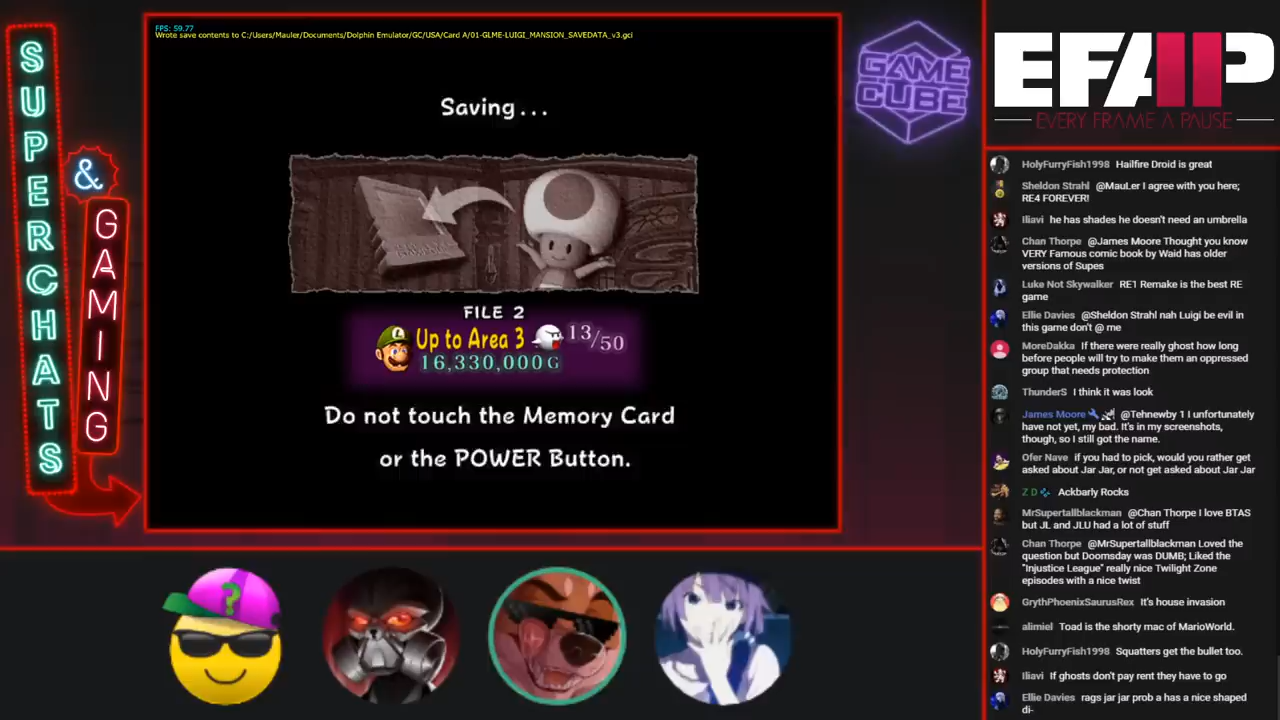 SUPERCHATS
&
GAMING
FPS: 59.77
Wrote save contents to C:/Users/Mauler/Documents/Dolphin Emulator/GC/USA/Card A/01-GLME-LUIGI_MANSION_SAVEDATA_v3.gci
Saving...
FILE 2
Up to Area 3 13/50
16,330,000G
Do not touch the Memory Card
or the POWER Button.
GAME
CUBE
EFAP
EVERY FRAME A PAUSE
HolyFurryFish1998 Hailfire Droid is great
Sheldon Strahl @MauLer I agree with you here;
RE4 FOREVER!
Iliavi he has shades he doesn't need an umbrella
Chan Thorpe @James Moore Thought you know
VERY Famous comic book by Waid has older
versions of Supes
Luke Not Skywalker RE1 Remake is the best RE
game
Ellie Davies @Sheldon Strahl nah Luigi be evil in
this game don't @ me
MoreDakka If there were really ghost how long
before people will try to make them an oppressed
group that needs protection
ThunderS I think it was look
James Moore @Tehnewby 1 I unfortunately
have not yet, my bad. It's in my screenshots,
though, so I still got the name.
Ofer Nave if you had to pick, would you rather get
asked about Jar Jar, or not get asked about Jar Jar
Z D Ackbarly Rocks
MrSupertallblackman @Chan Thorpe I love BTAS
but JL and JLU had a lot of stuff
Chan Thorpe @MrSupertallblackman Loved the
question but Doomsday was DUMB; Liked the
"Injustice League" really nice Twilight Zone
episodes with a nice twist
GrythPhoenixSaurusRex It's house invasion
alimiel Toad is the shorty mac of MarioWorld.
HolyFurryFish1998 Squatters get the bullet too.
Iliavi If ghosts don't pay rent they have to go
Ellie Davies rags jar jar prob a has a nice shaped
di-
?